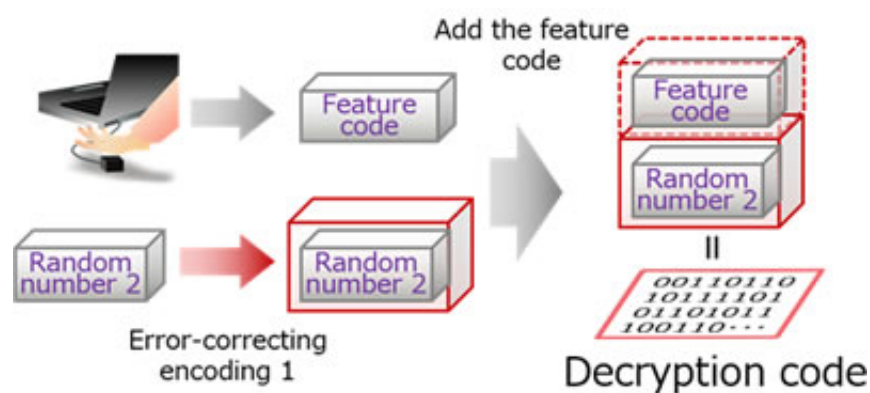 Add the feature
code
Feature
code
Feature
code
Random
number 2
Random
number 2
Random
number 2
Error-correcting
encoding 1
=
00110110
10111101
01101011
100110···
Decryption code